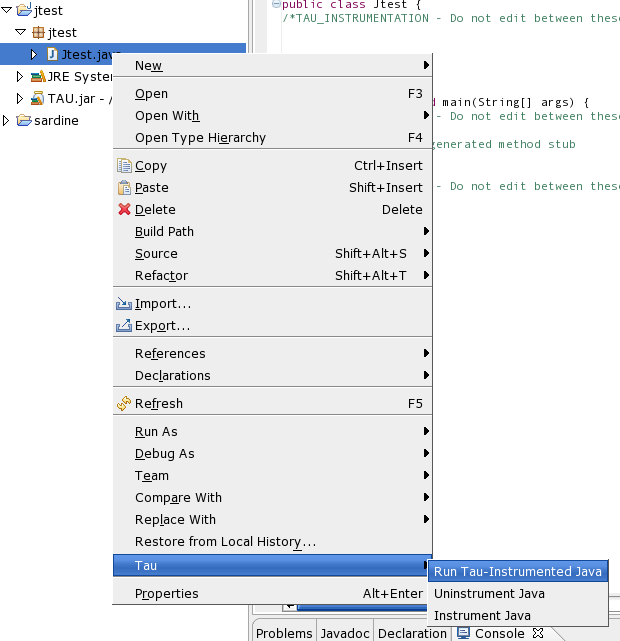 jtest
jtest
Jtest.java
JRE System
TAU.jar - /
sardine
public class Jtest {
/*TAU_INSTRUMENTATION - Do not edit between these
d main(String[] args) {
- Do not edit between these
generated method stub
- Do not edit between these
New
Open F3
Open With
Open Type Hierarchy F4
Copy Ctrl+Insert
Paste Shift+Insert
Delete Delete
Build Path
Source Shift+Alt+S
Refactor Shift+Alt+T
Import...
Export...
References
Declarations
Refresh F5
Run As
Debug As
Team
Compare With
Replace With
Restore from Local History...
Tau
Properties Alt+Enter
Run Tau-Instrumented Java
Uninstrument Java
Instrument Java
Problems Javadoc Declaration Console